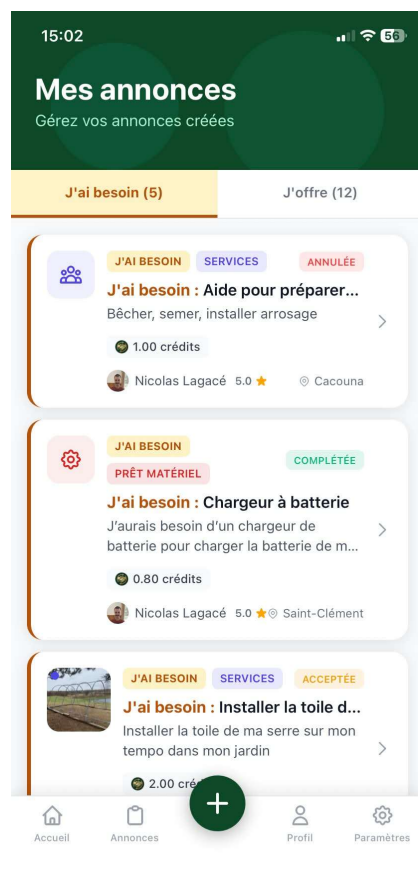 15:02
56
Mes annonces
Gérez vos annonces créées
J'ai besoin (5)
J'offre (12)
J'AI BESOIN SERVICES ANNULÉE
J'ai besoin : Aide pour préparer...
Bêcher, semer, installer arrosage
1.00 crédits
Nicolas Lagacé 5.0 Cacouna
J'AI BESOIN
PRÊT MATÉRIEL
COMPLÉTÉE
J'ai besoin : Chargeur à batterie
J'aurais besoin d'un chargeur de
batterie pour charger la batterie de m...
0.80 crédits
Nicolas Lagacé 5.0 Saint-Clément
J'AI BESOIN SERVICES ACCEPTÉE
J'ai besoin : Installer la toile d...
Installer la toile de ma serre sur mon
tempo dans mon jardin
2.00 cré
Accueil Annonces Profil Paramètres